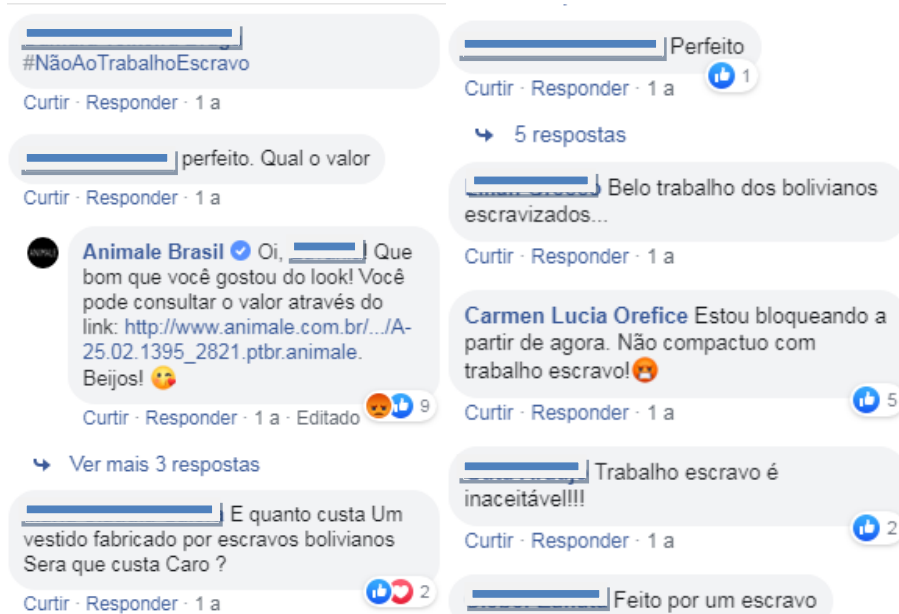 #NãoAoTrabalhoEscravo
Curtir · Responder · 1 a
perfeito. Qual o valor
Curtir · Responder · 1 a
ANIMALE
Animale Brasil Oi, ! Que
bom que você gostou do look! Você
pode consultar o valor através do
link: http://www.animale.com.br/.../A-
25.02.1395_2821.ptbr.animale.
Beijos! 😘
Curtir · Responder · 1 a · Editado
9
Ver mais 3 respostas
E quanto custa Um
vestido fabricado por escravos bolivianos
Sera que custa Caro ?
2
Curtir · Responder · 1 a
Perfeito
1
Curtir · Responder · 1 a
5 respostas
Belo trabalho dos bolivianos
escravizados...
Curtir · Responder · 1 a
Carmen Lucia Orefice Estou bloqueando a
partir de agora. Não compactuo com
trabalho escravo!😡
5
Curtir · Responder · 1 a
Trabalho escravo é
inaceitável!!!
2
Curtir · Responder · 1 a
Feito por um escravo